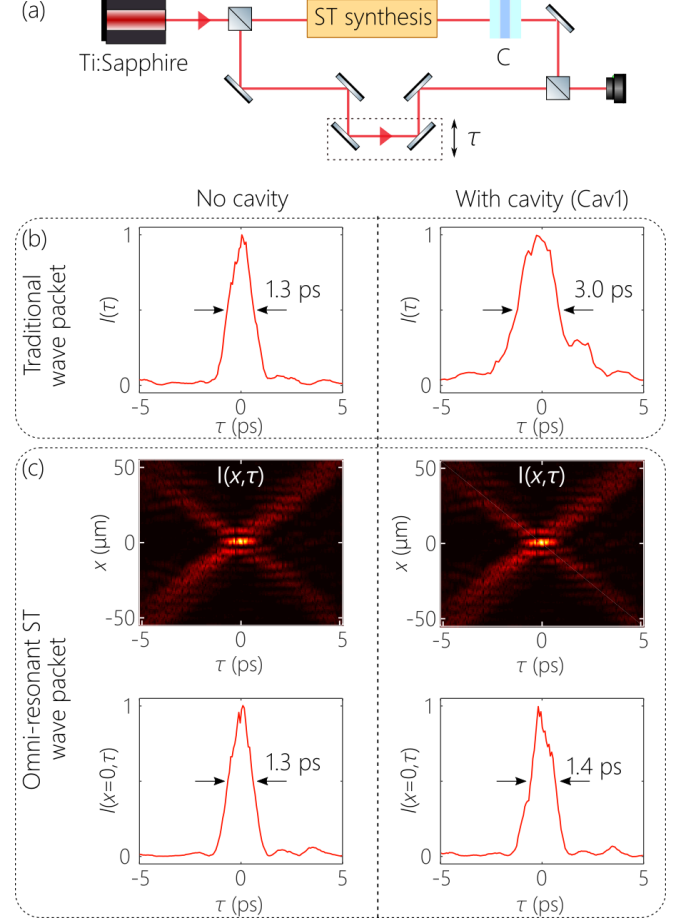 (a)
ST synthesis
Ti:Sapphire
C
τ
No cavity
With cavity (Cav1)
(b)
Traditional
wave packet
1
I(τ)
0
1.3 ps
-5 0 5
τ (ps)
1
I(τ)
0
3.0 ps
-5 0 5
τ (ps)
(c)
Omni-resonant ST
wave packet
50
x (μm)
0
-50
I(x,τ)
-5 0 5
τ (ps)
50
x (μm)
0
-50
I(x,τ)
-5 0 5
τ (ps)
1
I(x=0,τ)
0
1.3 ps
-5 0 5
τ (ps)
1
I(x=0,τ)
0
1.4 ps
-5 0 5
τ (ps)